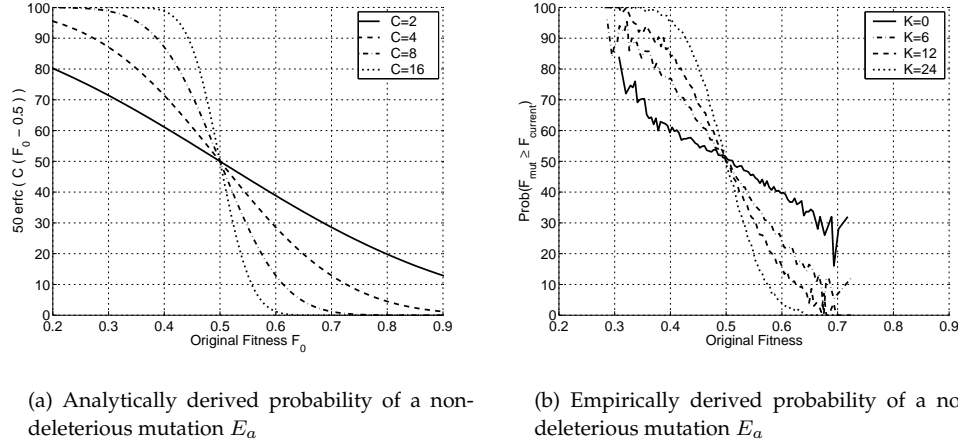 100
90
80
70
60
50
40
30
20
10
0
0.2 0.3 0.4 0.5 0.6 0.7 0.8 0.9
50 erfc ( C ( F_0 − 0.5 ) )
Original Fitness F_0
C=2
C=4
C=8
C=16
(a) Analytically derived probability of a non-
deleterious mutation E_a
100
90
80
70
60
50
40
30
20
10
0
0.2 0.3 0.4 0.5 0.6 0.7 0.8 0.9
Prob(F_mut ≥ F_current)
Original Fitness
K=0
K=6
K=12
K=24
(b) Empirically derived probability of a no
deleterious mutation E_a